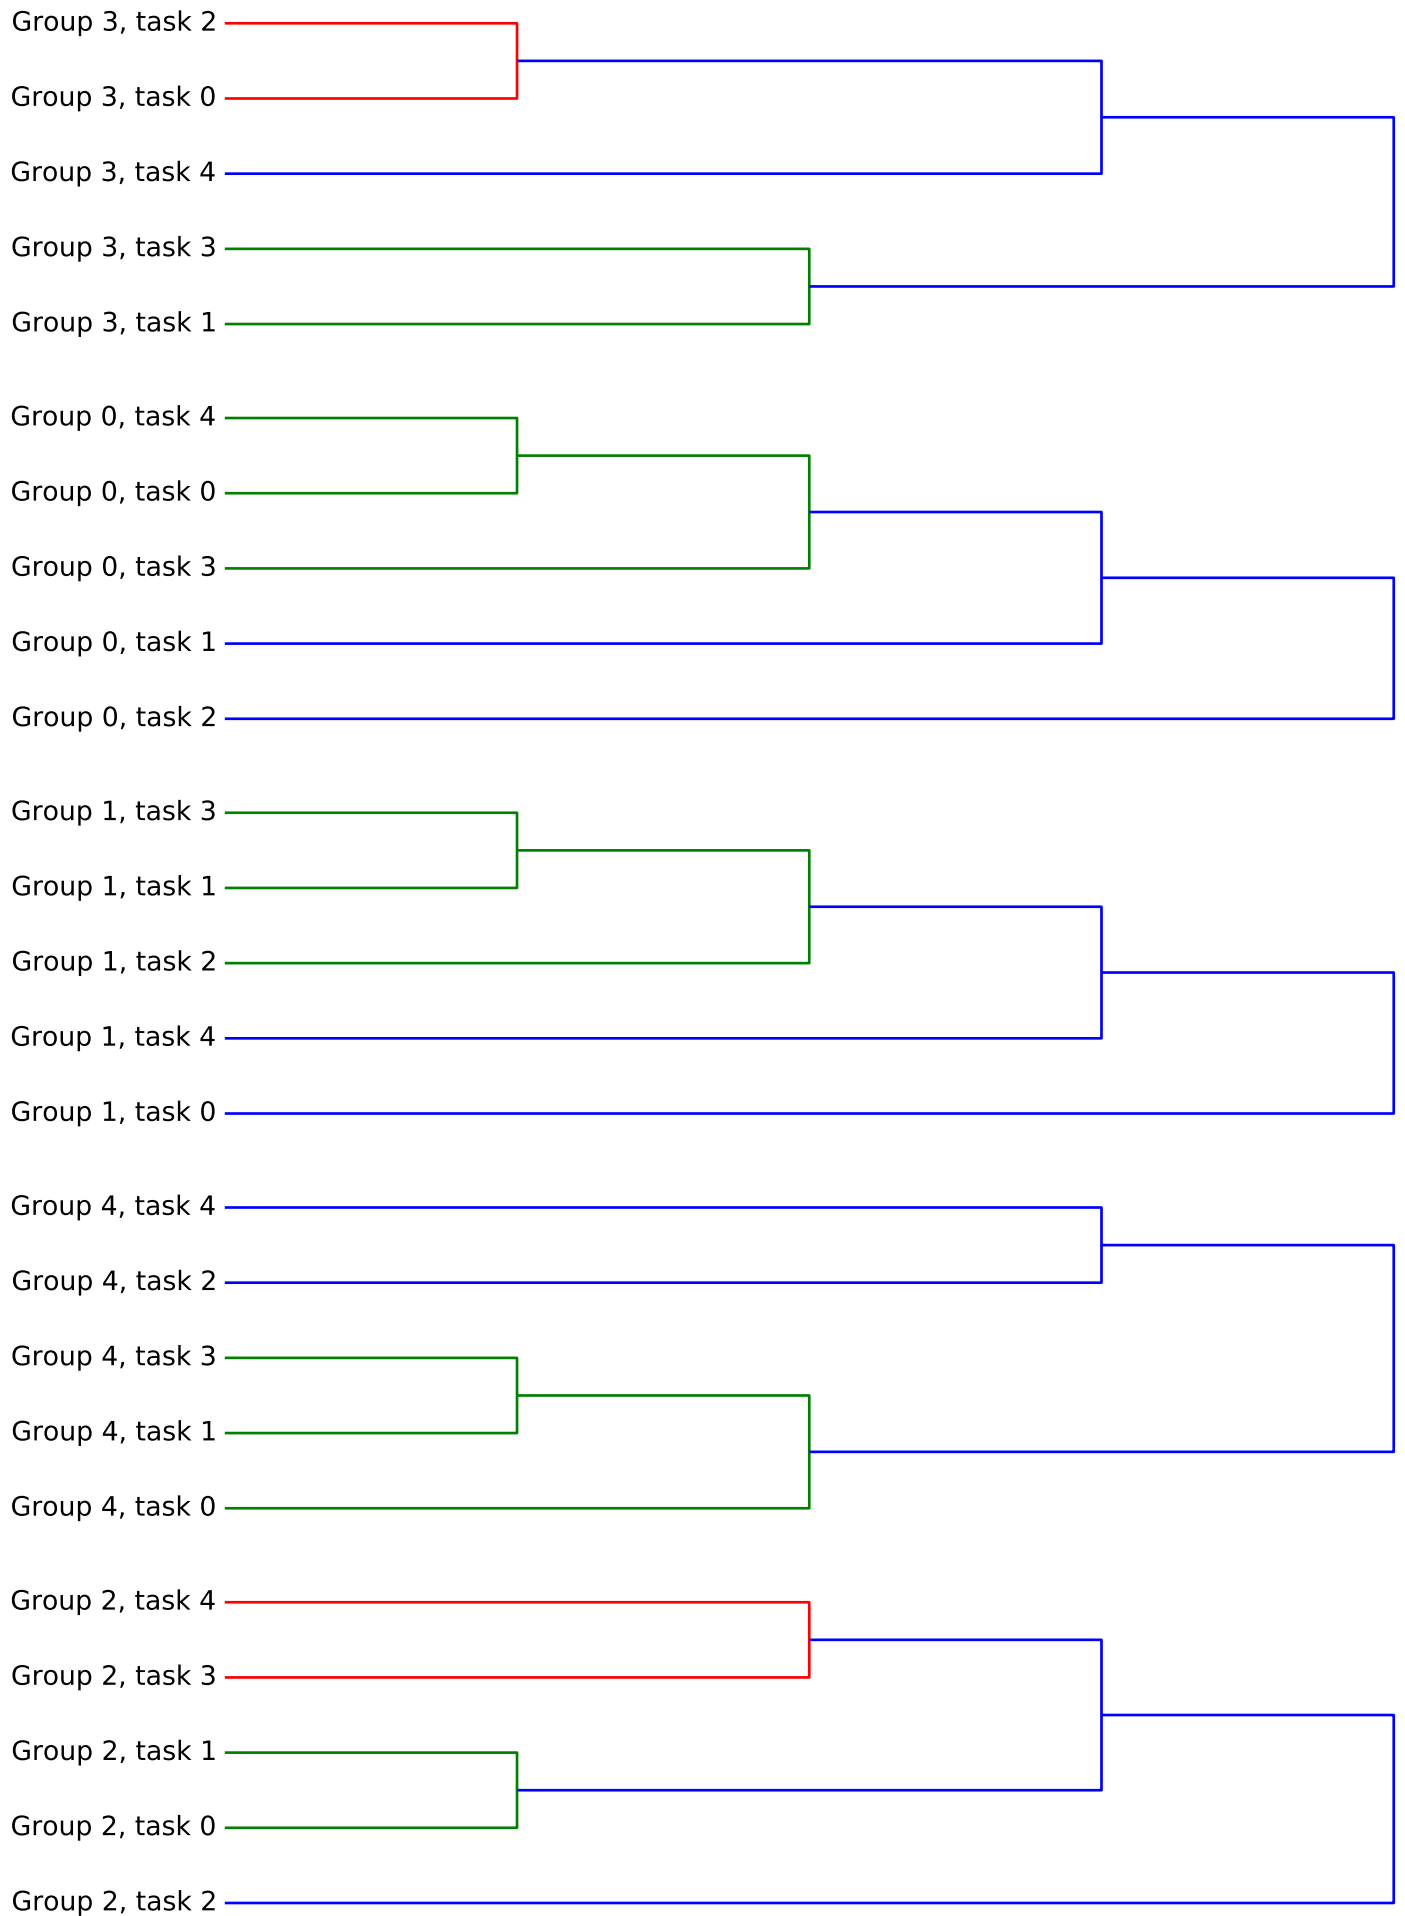 Group 3, task 2
Group 3, task 0
Group 3, task 4
Group 3, task 3
Group 3, task 1
Group 0, task 4
Group 0, task 0
Group 0, task 3
Group 0, task 1
Group 0, task 2
Group 1, task 3
Group 1, task 1
Group 1, task 2
Group 1, task 4
Group 1, task 0
Group 4, task 4
Group 4, task 2
Group 4, task 3
Group 4, task 1
Group 4, task 0
Group 2, task 4
Group 2, task 3
Group 2, task 1
Group 2, task 0
Group 2, task 2